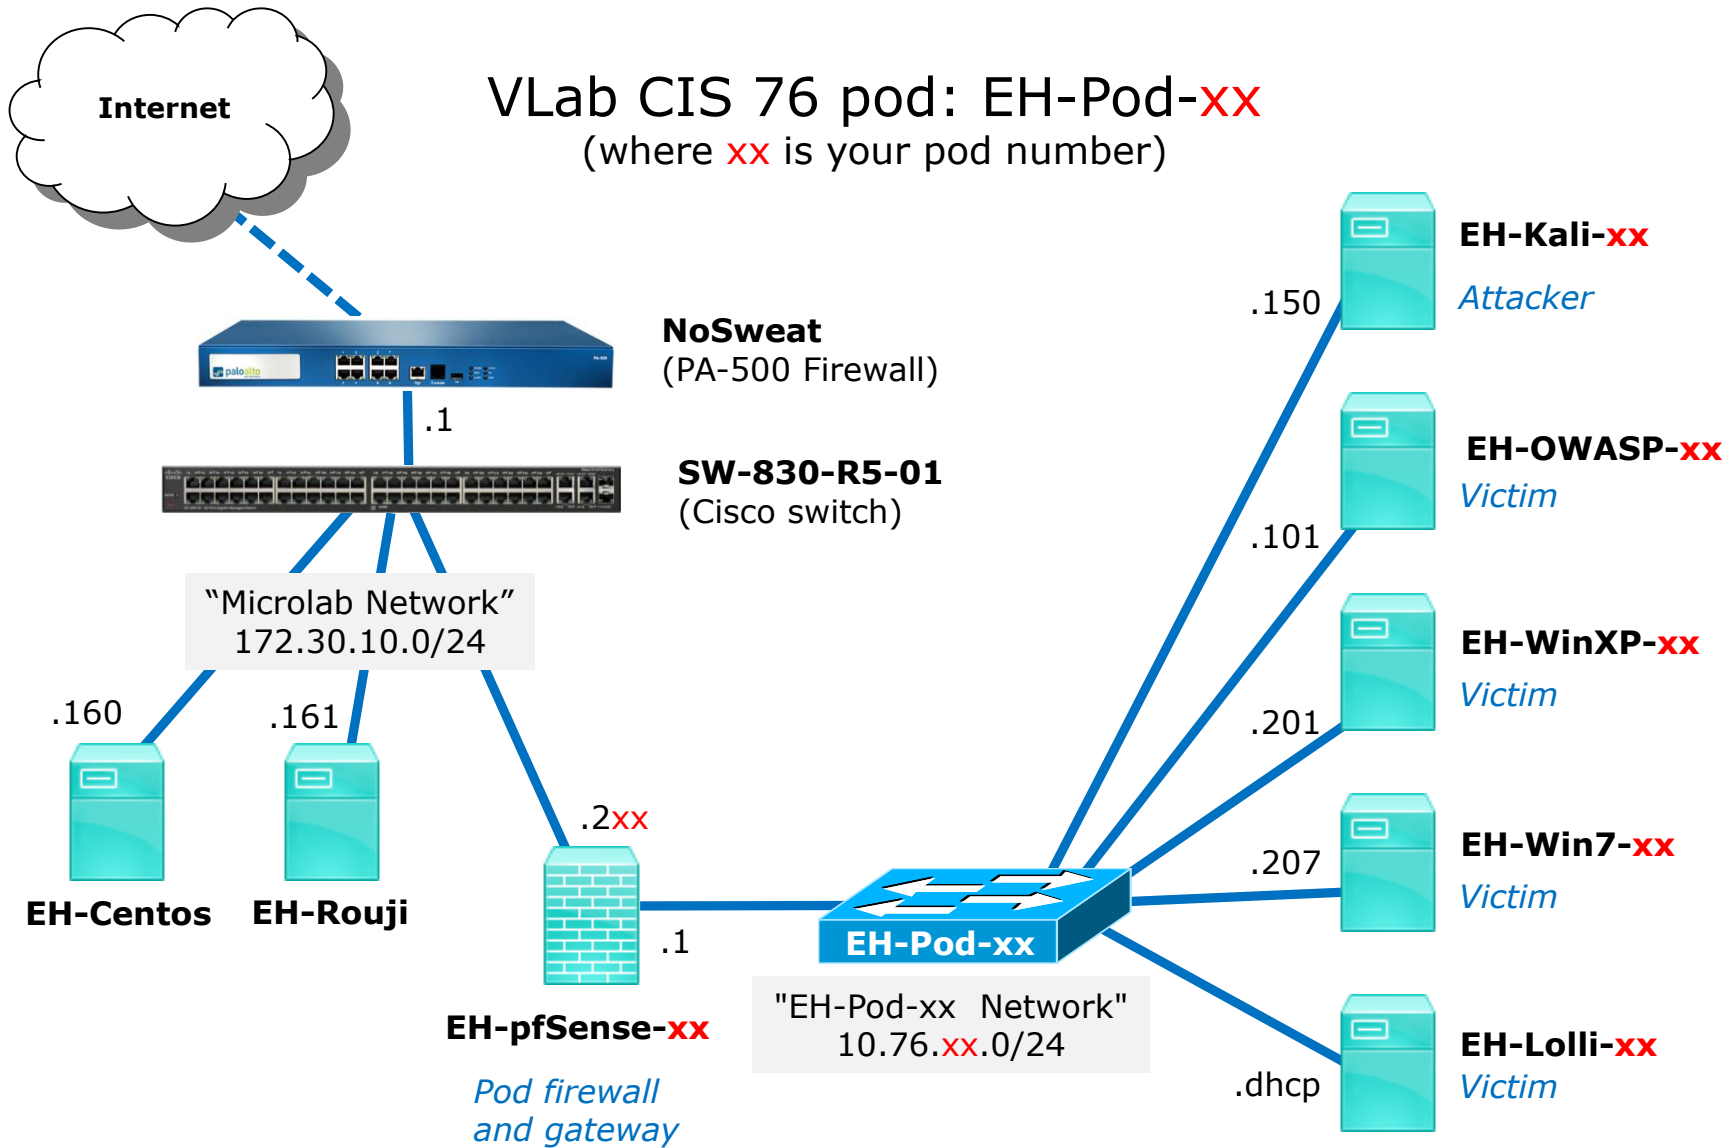 Internet
VLab CIS 76 pod: EH-Pod-xx
(where xx is your pod number)
paloalto
PA-500
NoSweat
(PA-500 Firewall)
.1
SW-830-R5-01
(Cisco switch)
“Microlab Network”
172.30.10.0/24
.160
.161
EH-Centos
EH-Rouji
.2xx
.1
EH-pfSense-xx
Pod firewall
and gateway
EH-Pod-xx
"EH-Pod-xx  Network"
10.76.xx.0/24
.150
EH-Kali-xx
Attacker
.101
EH-OWASP-xx
Victim
.201
EH-WinXP-xx
Victim
.207
EH-Win7-xx
Victim
.dhcp
EH-Lolli-xx
Victim